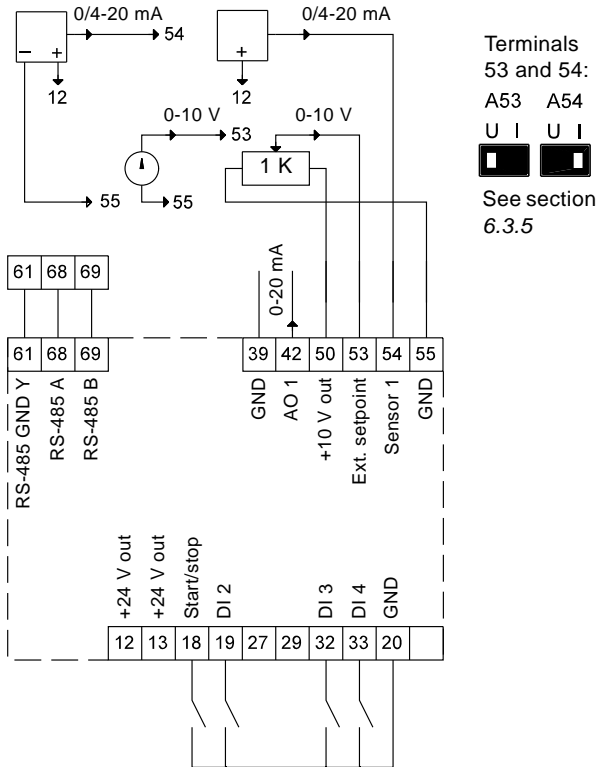 0/4-20 mA
54
0/4-20 mA
– +
+
12
12
0-10 V
53
0-10 V
1 K
55
55
Terminals
53 and 54:
A53 A54
U I U I
See section
6.3.5
61 68 69
0-20 mA
61 68 69
39 42 50 53 54 55
RS-485 GND Y
RS-485 A
RS-485 B
GND
AO 1
+10 V out
Ext. setpoint
Sensor 1
GND
+24 V out
+24 V out
Start/stop
DI 2
DI 3
DI 4
GND
12 13 18 19 27 29 32 33 20